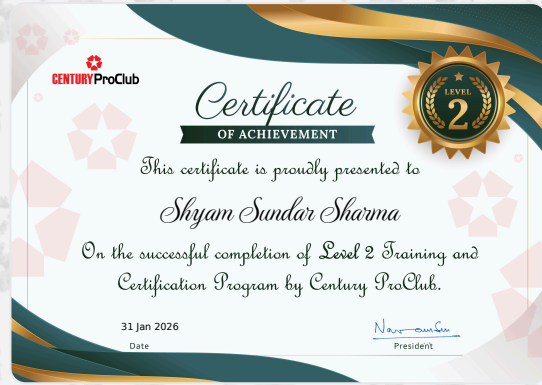 CENTURY ProClub
LEVEL
2
Certificate
OF ACHIEVEMENT
This certificate is proudly presented to
Shyam Sundar Sharma
On the successful completion of Level 2 Training and
Certification Program by Century ProClub.
31 Jan 2026
Date
President